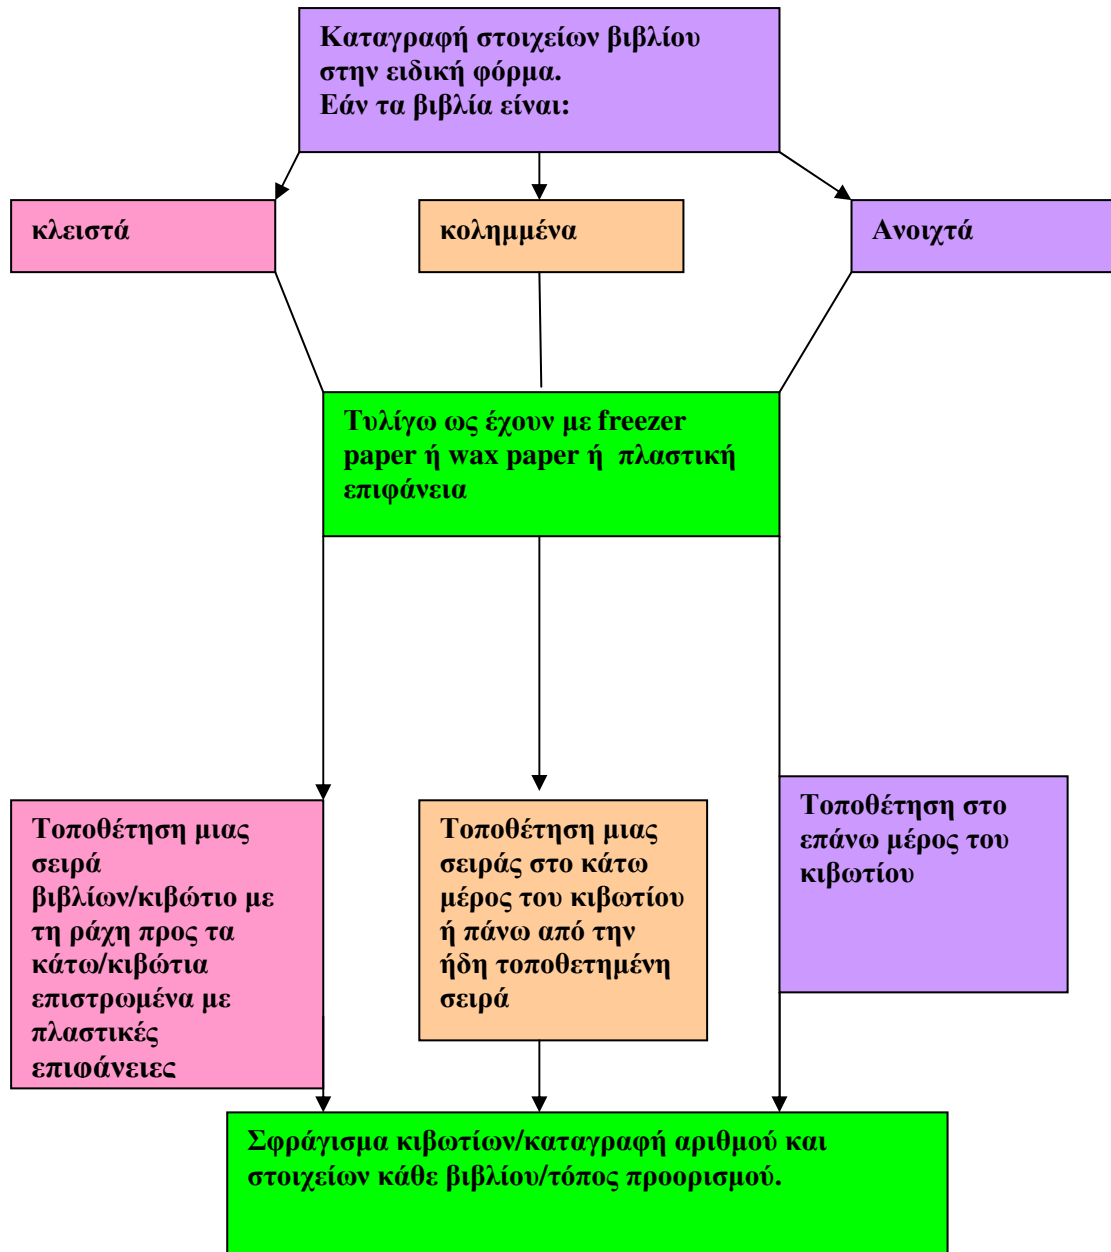 Καταγραφή στοιχείων βιβλίου
στην ειδική φόρμα.
Εάν τα βιβλία είναι:
κλειστά
κολημμένα
Ανοιχτά
Τυλίγω ως έχουν με freezer
paper ή wax paper ή πλαστική
επιφάνεια
Τοποθέτηση μιας
σειρά
βιβλίων/κιβώτιο με
τη ράχη προς τα
κάτω/κιβώτια
επιστρωμένα με
πλαστικές
επιφάνειες
Τοποθέτηση μιας
σειράς στο κάτω
μέρος του κιβωτίου
ή πάνω από την
ήδη τοποθετημένη
σειρά
Τοποθέτηση στο
επάνω μέρος του
κιβωτίου
Σφράγισμα κιβωτίων/καταγραφή αριθμού και
στοιχείων κάθε βιβλίου/τόπος προορισμού.